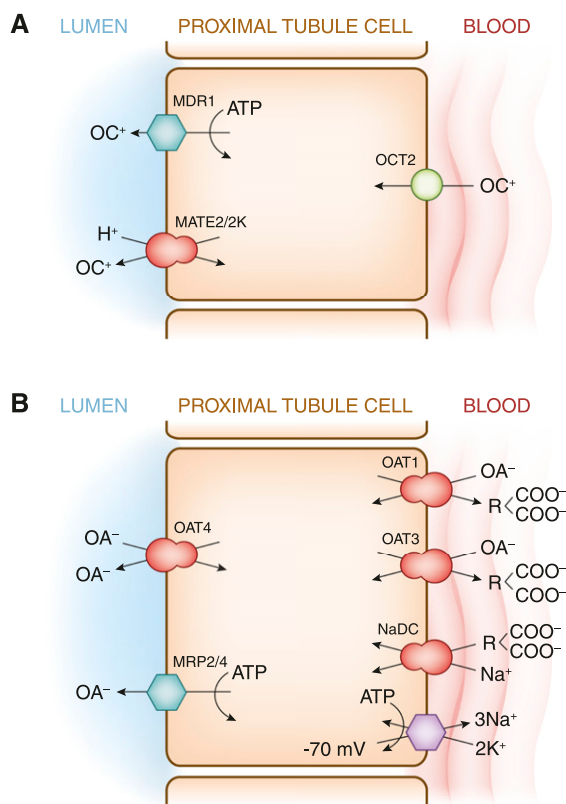 A
LUMEN PROXIMAL TUBULE CELL BLOOD
MDR1
ATP
OC⁺
OCT2
OC⁺
MATE2/2K
H⁺
OC⁺
B
LUMEN PROXIMAL TUBULE CELL BLOOD
OAT1
OA⁻
R COO⁻
COO⁻
OAT4
OA⁻
OA⁻
OAT3
OA⁻
R COO⁻
COO⁻
NaDC
R COO⁻
COO⁻
Na⁺
MRP2/4
ATP
OA⁻
ATP
3Na⁺
-70 mV
2K⁺